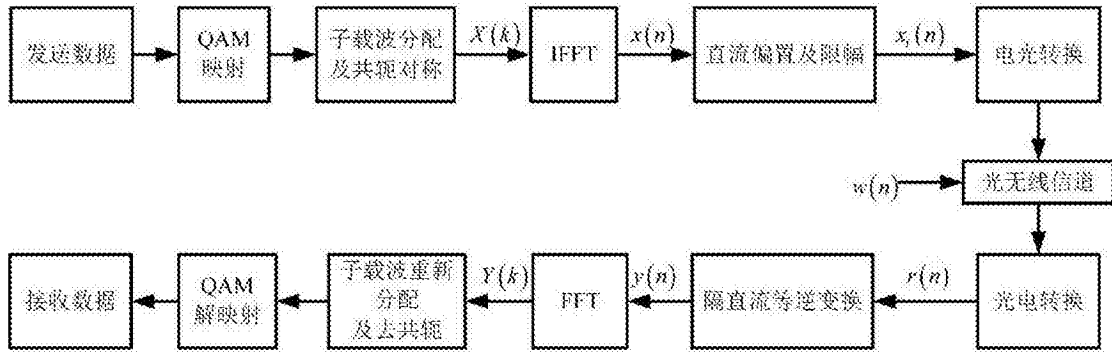 发送数据
QAM
映射
子载波分配
及共轭对称
X(k)
IFFT
x(n)
直流偏置及限幅
x_t(n)
电光转换
w(n)
光无线信道
光电转换
r(n)
隔直流等逆变换
y(n)
FFT
Y(k)
子载波重新
分配
及去共轭
QAM
解映射
接收数据